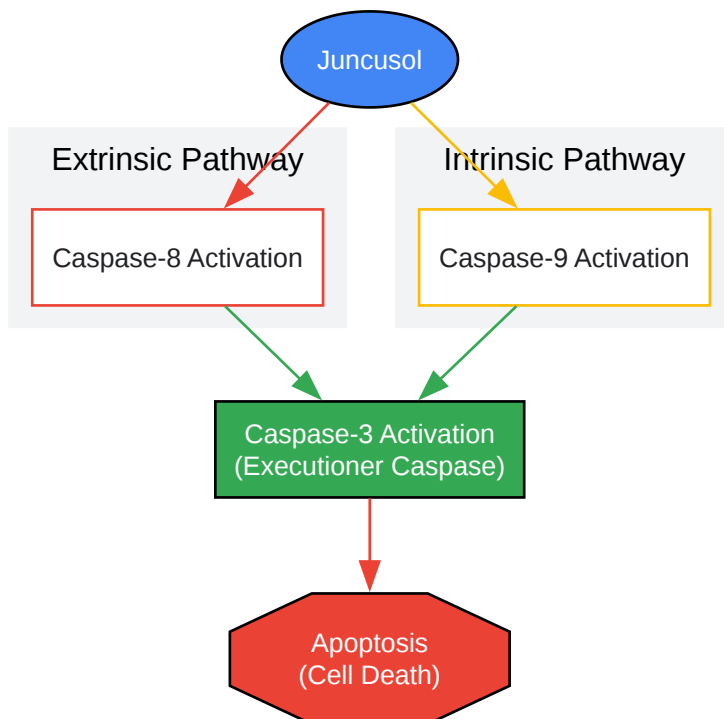 Juncusol
Extrinsic Pathway
Intrinsic Pathway
Caspase-8 Activation
Caspase-9 Activation
Caspase-3 Activation
(Executioner Caspase)
Apoptosis
(Cell Death)